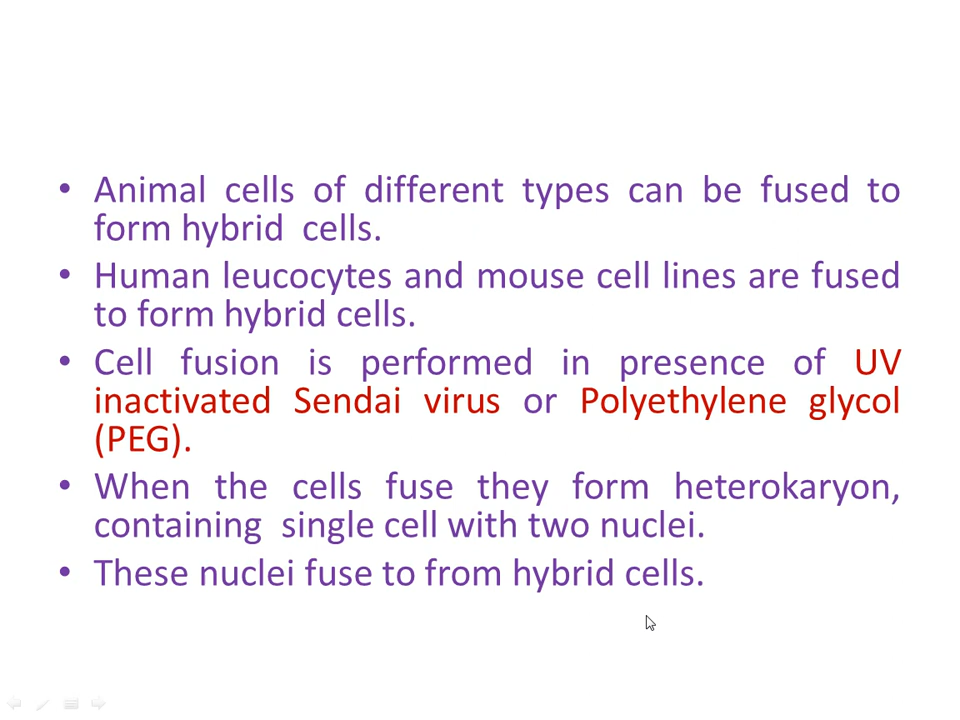 • Animal cells of different types can be fused to
form hybrid cells.
• Human leucocytes and mouse cell lines are fused
to form hybrid cells.
• Cell fusion is performed in presence of UV
inactivated Sendai virus or Polyethylene glycol
(PEG).
• When the cells fuse they form heterokaryon,
containing single cell with two nuclei.
• These nuclei fuse to from hybrid cells.